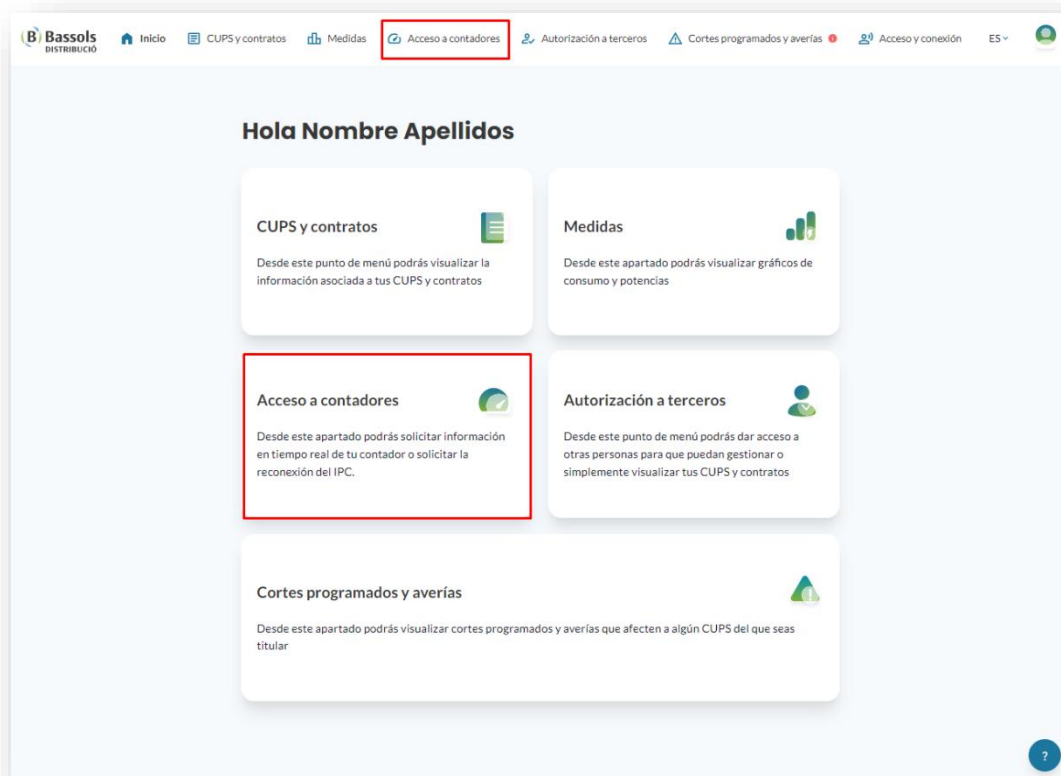 Bassols
DISTRIBUCIÓ
Inicio
CUPS y contratos
Medidas
Acceso a contadores
Autorización a terceros
Cortes programados y averías
Acceso y conexión
ES
Hola Nombre Apellidos
CUPS y contratos
Desde este punto de menú podrás visualizar la
información asociada a tus CUPS y contratos
Medidas
Desde este apartado podrás visualizar gráficos de
consumo y potencias
Acceso a contadores
Desde este apartado podrás solicitar información
en tiempo real de tu contador o solicitar la
reconexión del IPC.
Autorización a terceros
Desde este punto de menú podrás dar acceso a
otras personas para que puedan gestionar o
simplemente visualizar tus CUPS y contratos
Cortes programados y averías
Desde este apartado podrás visualizar cortes programados y averías que afecten a algún CUPS del que seas
titular
?